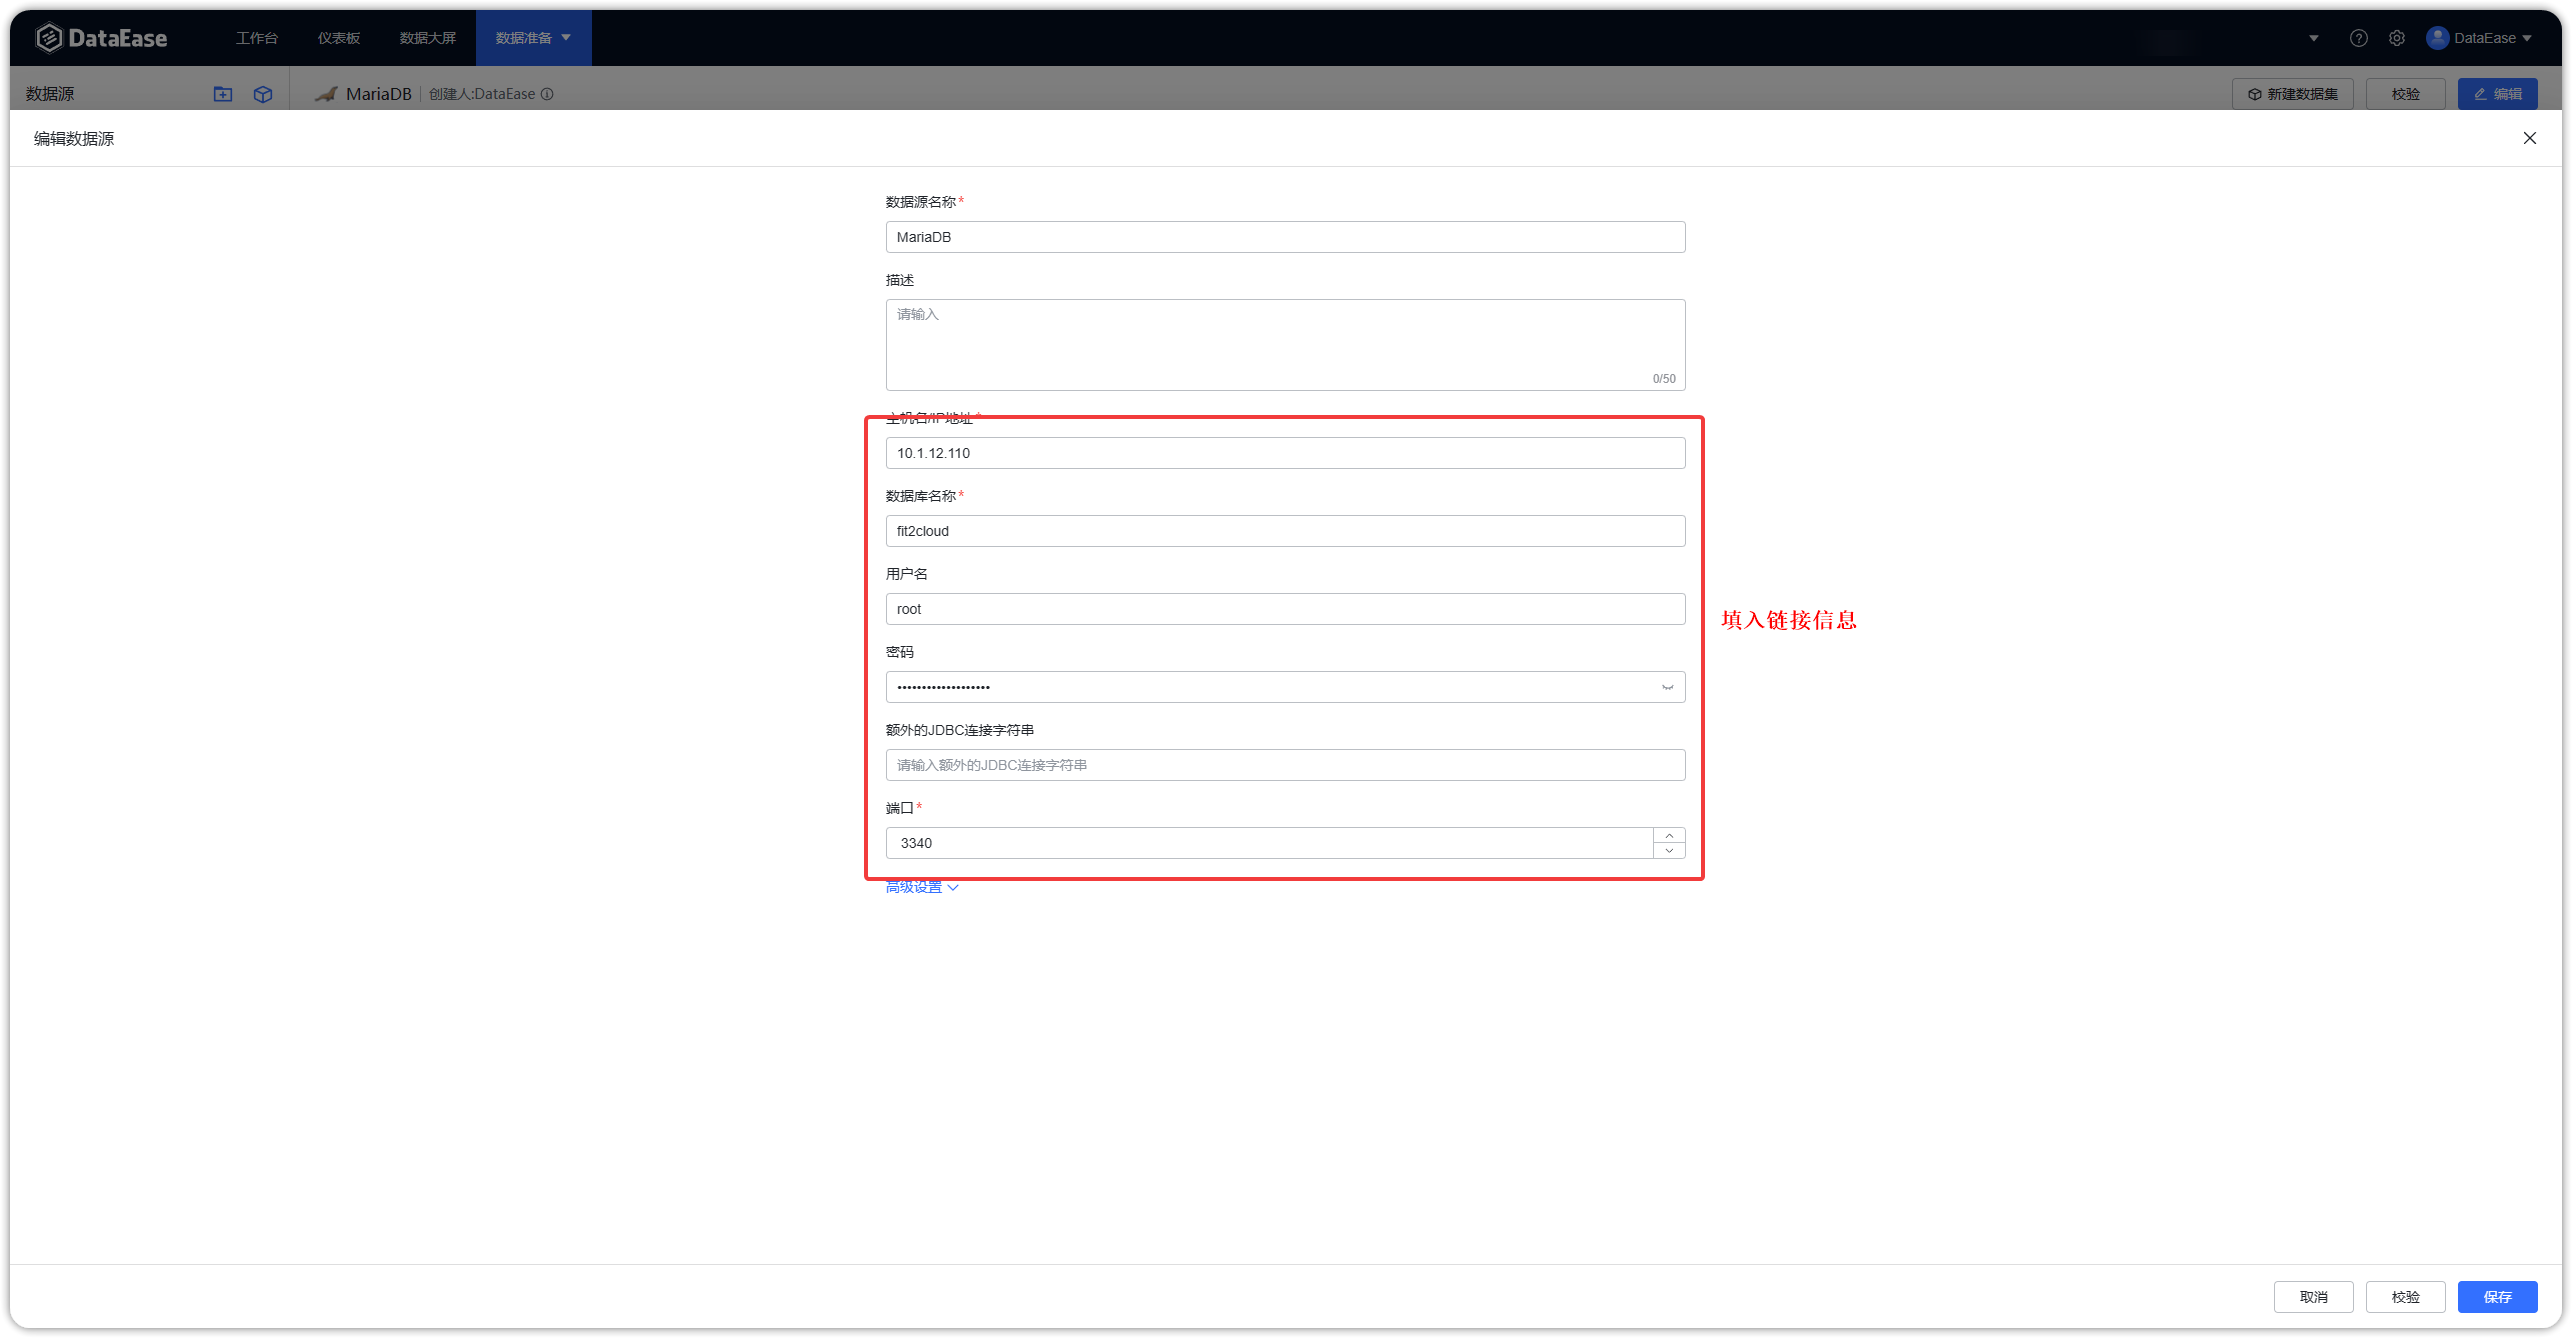 DataEase 工作台 仪表板 数据大屏 数据准备 DataEase
数据源 MariaDB 创建人:DataEase 新建数据集 校验 编辑
编辑数据源
数据源名称*
MariaDB
描述
请输入
0/50
主机名/IP地址*
10.1.12.110
数据库名称*
fit2cloud
用户名
root
填入链接信息
密码
•••••••••••••••••••
额外的JDBC连接字符串
请输入额外的JDBC连接字符串
端口*
3340
高级设置
取消 校验 保存